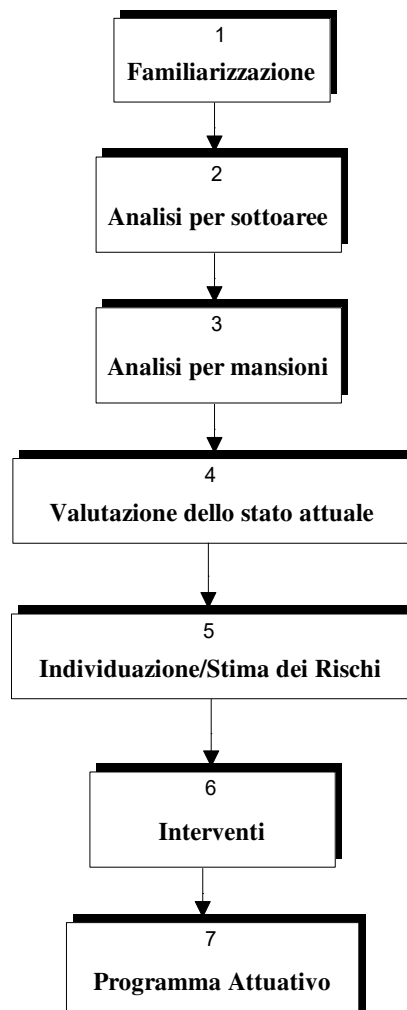 1
Familiarizzazione
2
Analisi per sottoaree
3
Analisi per mansioni
4
Valutazione dello stato attuale
5
Individuazione/Stima dei Rischi
6
Interventi
7
Programma Attuativo